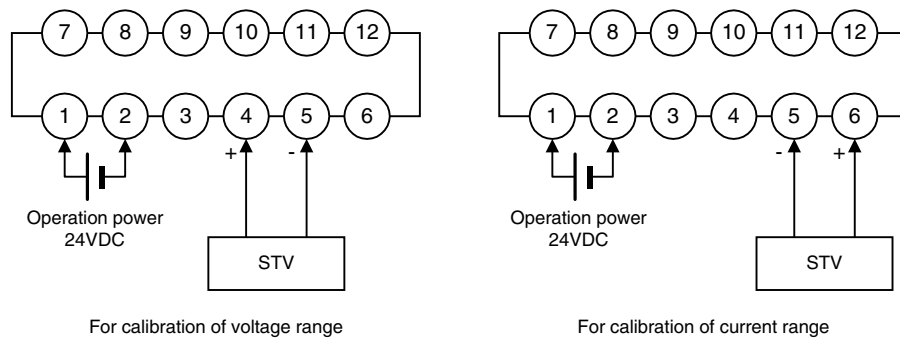 7 8 9 10 11 12
1 2 3 4 5 6
+ -
Operation power
24VDC
STV
For calibration of voltage range
7 8 9 10 11 12
1 2 3 4 5 6
- +
Operation power
24VDC
STV
For calibration of current range